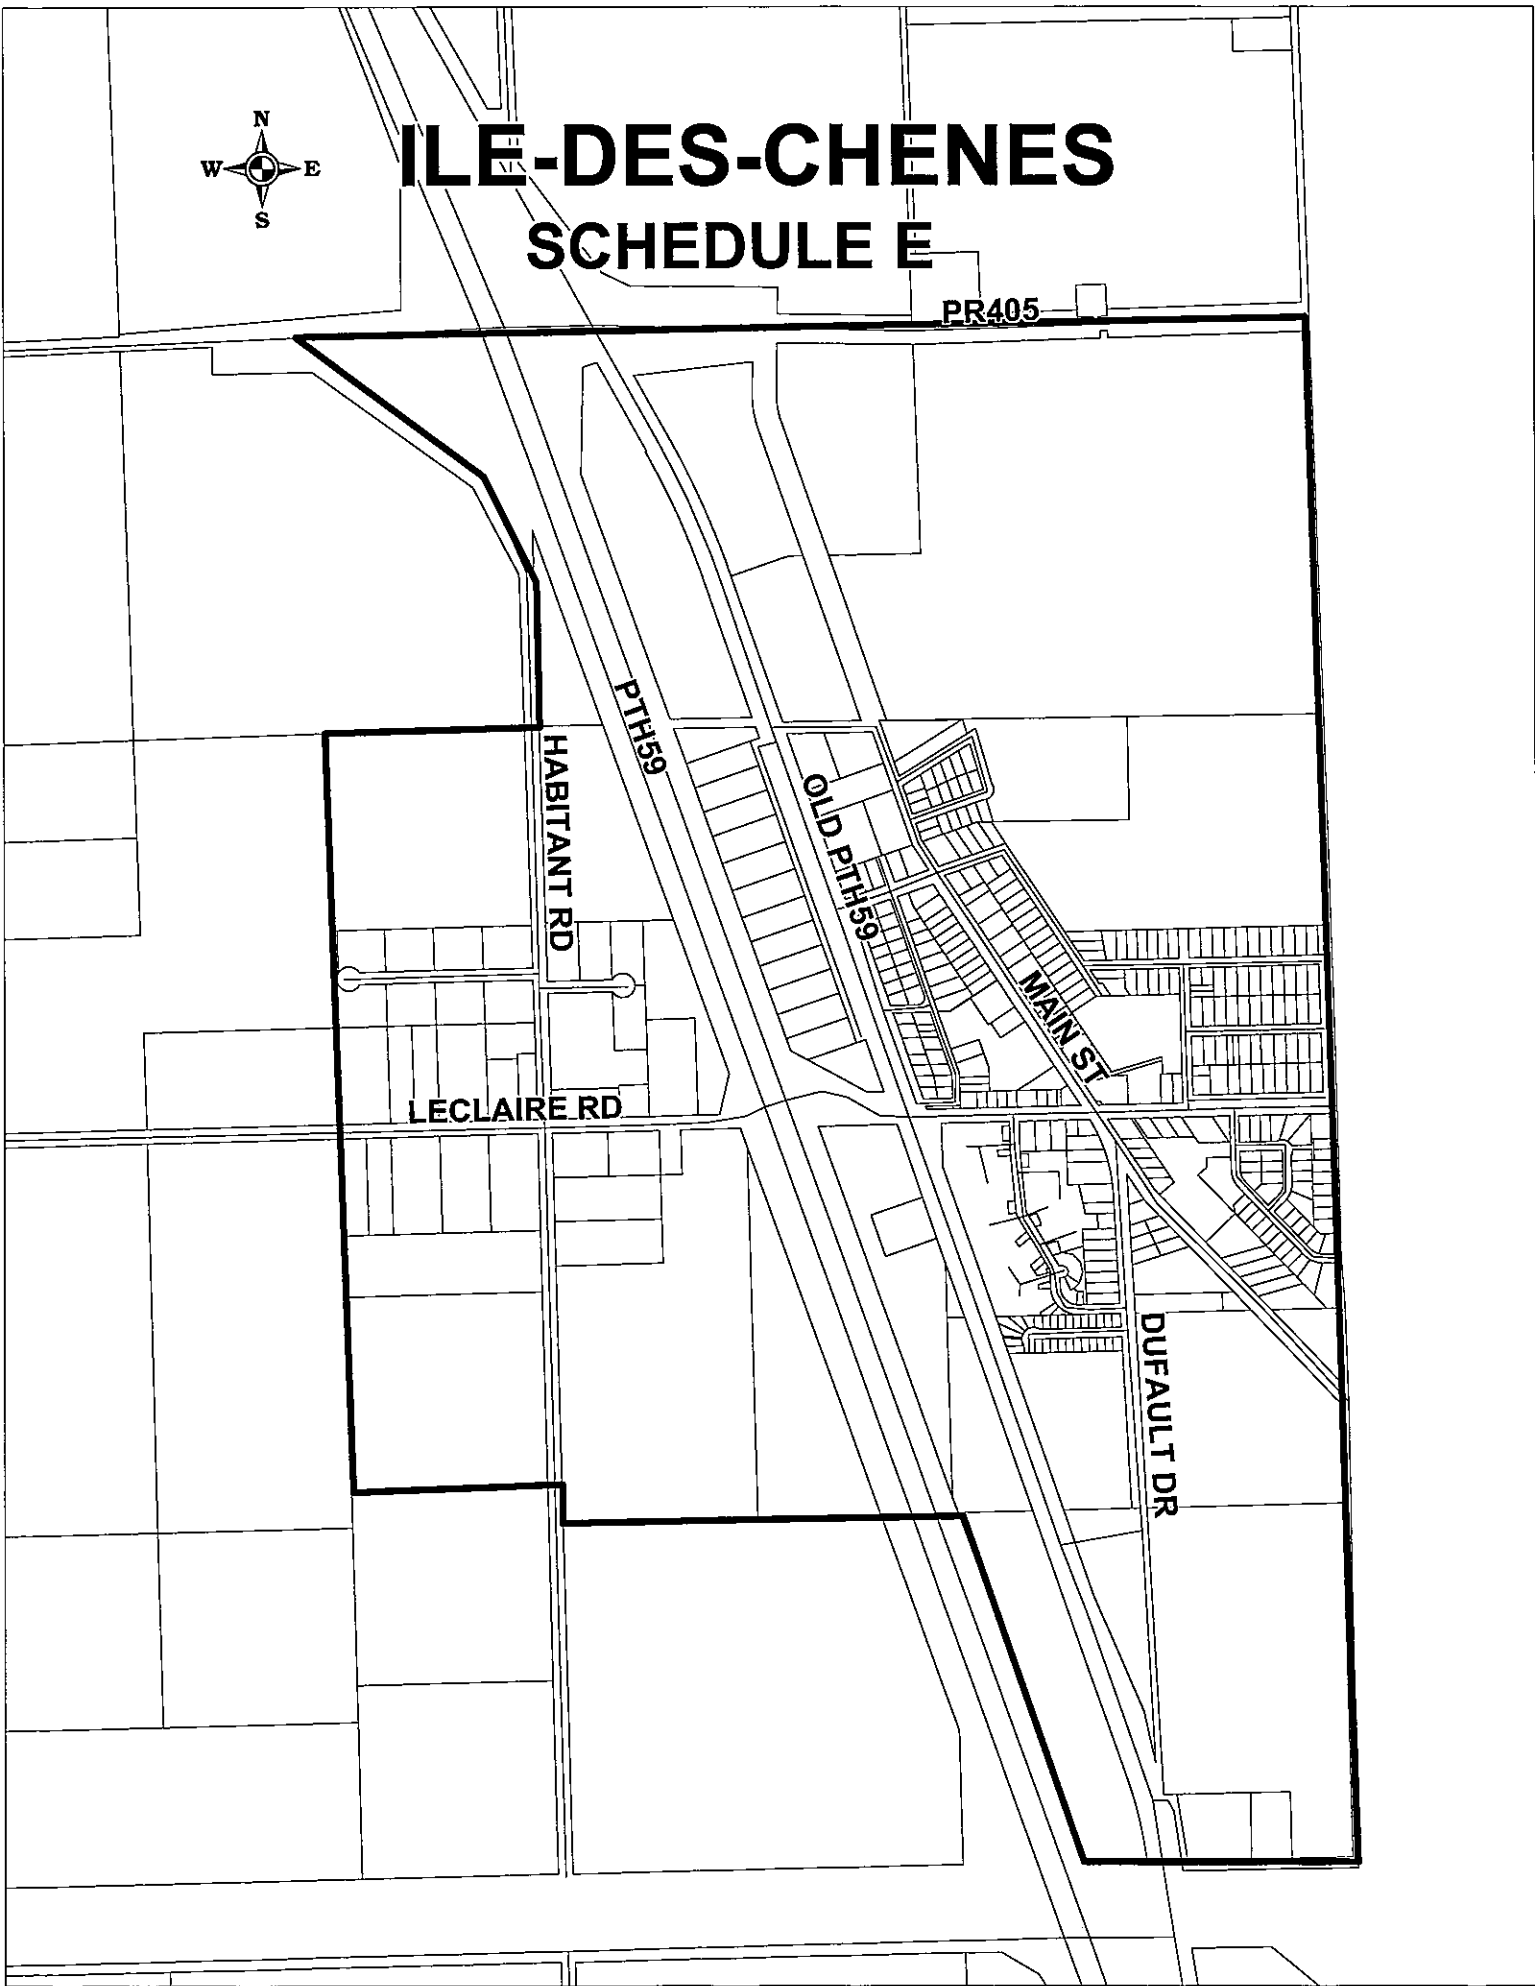 N
W E
S
ILE-DES-CHENES
SCHEDULE E
PR405
PTH59
HABITANT RD
OLD PTH59
MAIN ST
LECLAIRE RD
DUFAULT DR